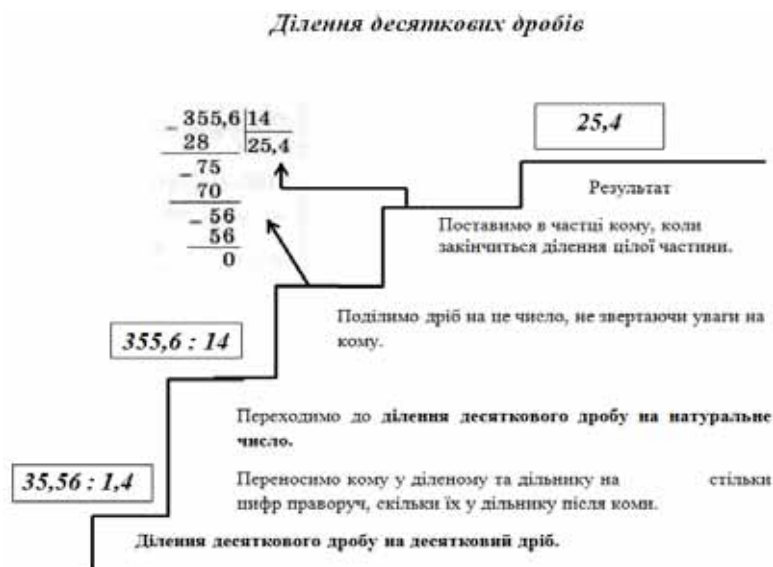 Ділення десяткових дробів
355,6 14
28 25,4
75
70
56
56
0
25,4
Результат
Поставимо в частці кому, коли
закінчиться ділення цілої частини.
355,6 : 14
Поділимо дріб на це число, не звертаючи уваги на
кому.
Переходимо до ділення десяткового дробу на натуральне
число.
35,56 : 1,4
Переносимо кому у діленому та дільнику на стільки
цифр праворуч, скільки їх у дільнику після коми.
Ділення десяткового дробу на десятковий дріб.